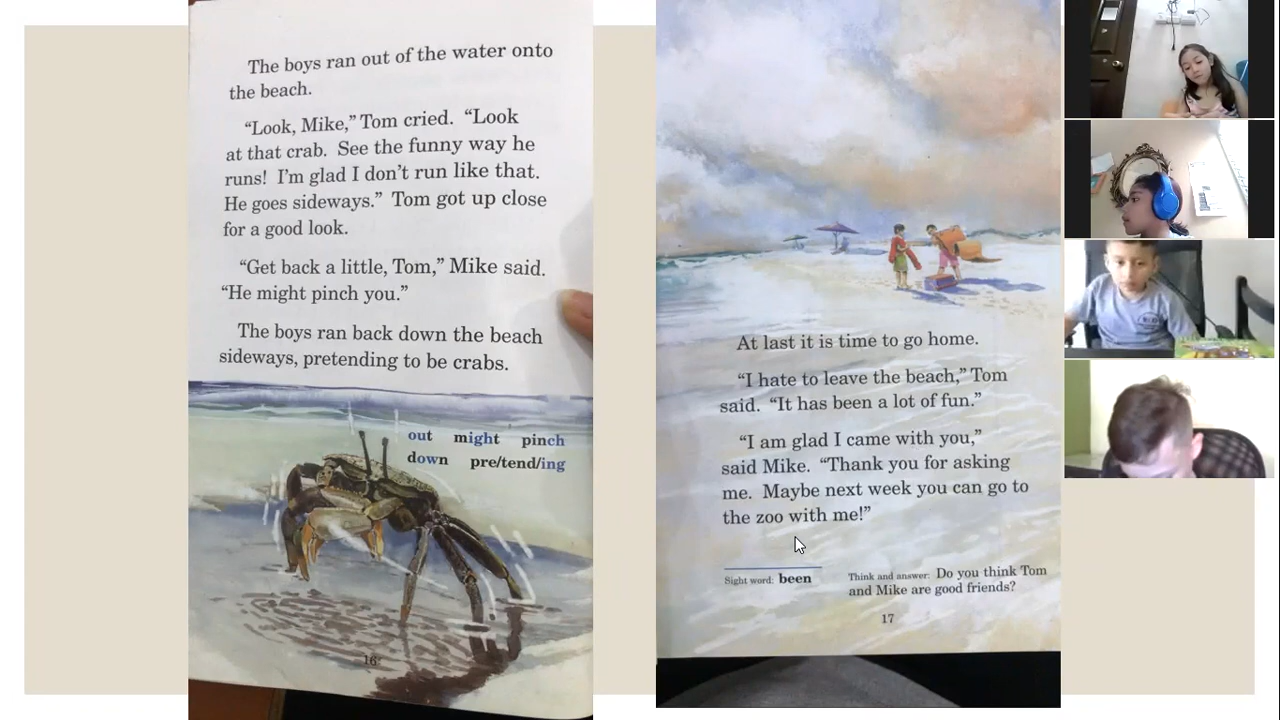 The boys ran out of the water onto
the beach.
“Look, Mike,” Tom cried. “Look
at that crab. See the funny way he
runs! I’m glad I don’t run like that.
He goes sideways.” Tom got up close
for a good look.
“Get back a little, Tom,” Mike said.
“He might pinch you.”
The boys ran back down the beach
sideways, pretending to be crabs.
out might pinch
down pre/tend/ing
16
At last it is time to go home.
“I hate to leave the beach,” Tom
said. “It has been a lot of fun.”
“I am glad I came with you,”
said Mike. “Thank you for asking
me. Maybe next week you can go to
the zoo with me!”
Sight word: been
Think and answer: Do you think Tom
and Mike are good friends?
17